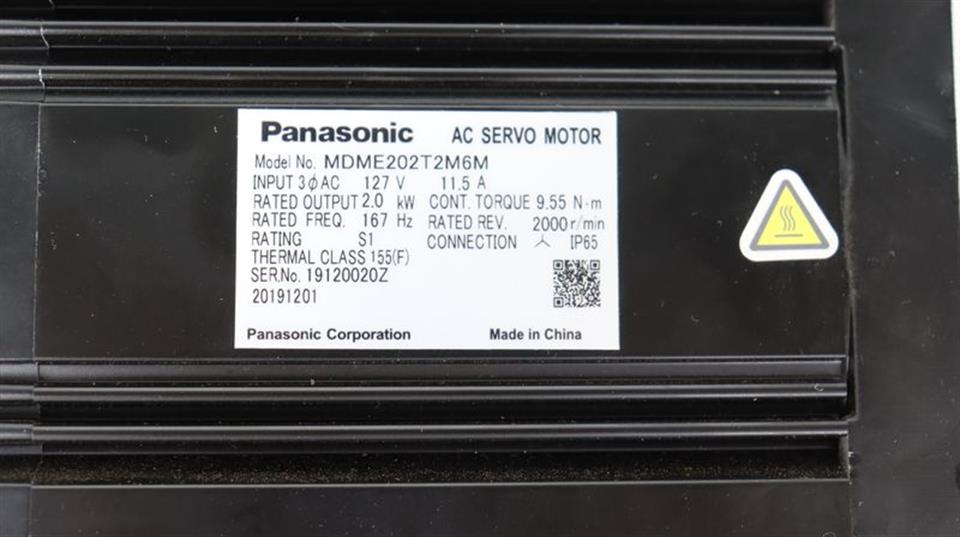 Panasonic AC SERVO MOTOR
Model No. MDME202T2M6M
INPUT 3φAC 127 V 11.5 A
RATED OUTPUT 2.0 kW CONT. TORQUE 9.55 N·m
RATED FREQ. 167 Hz RATED REV. 2000 r/min
RATING S1 CONNECTION IP65
THERMAL CLASS 155(F)
SER.No. 19120020Z
20191201
Panasonic Corporation Made in China